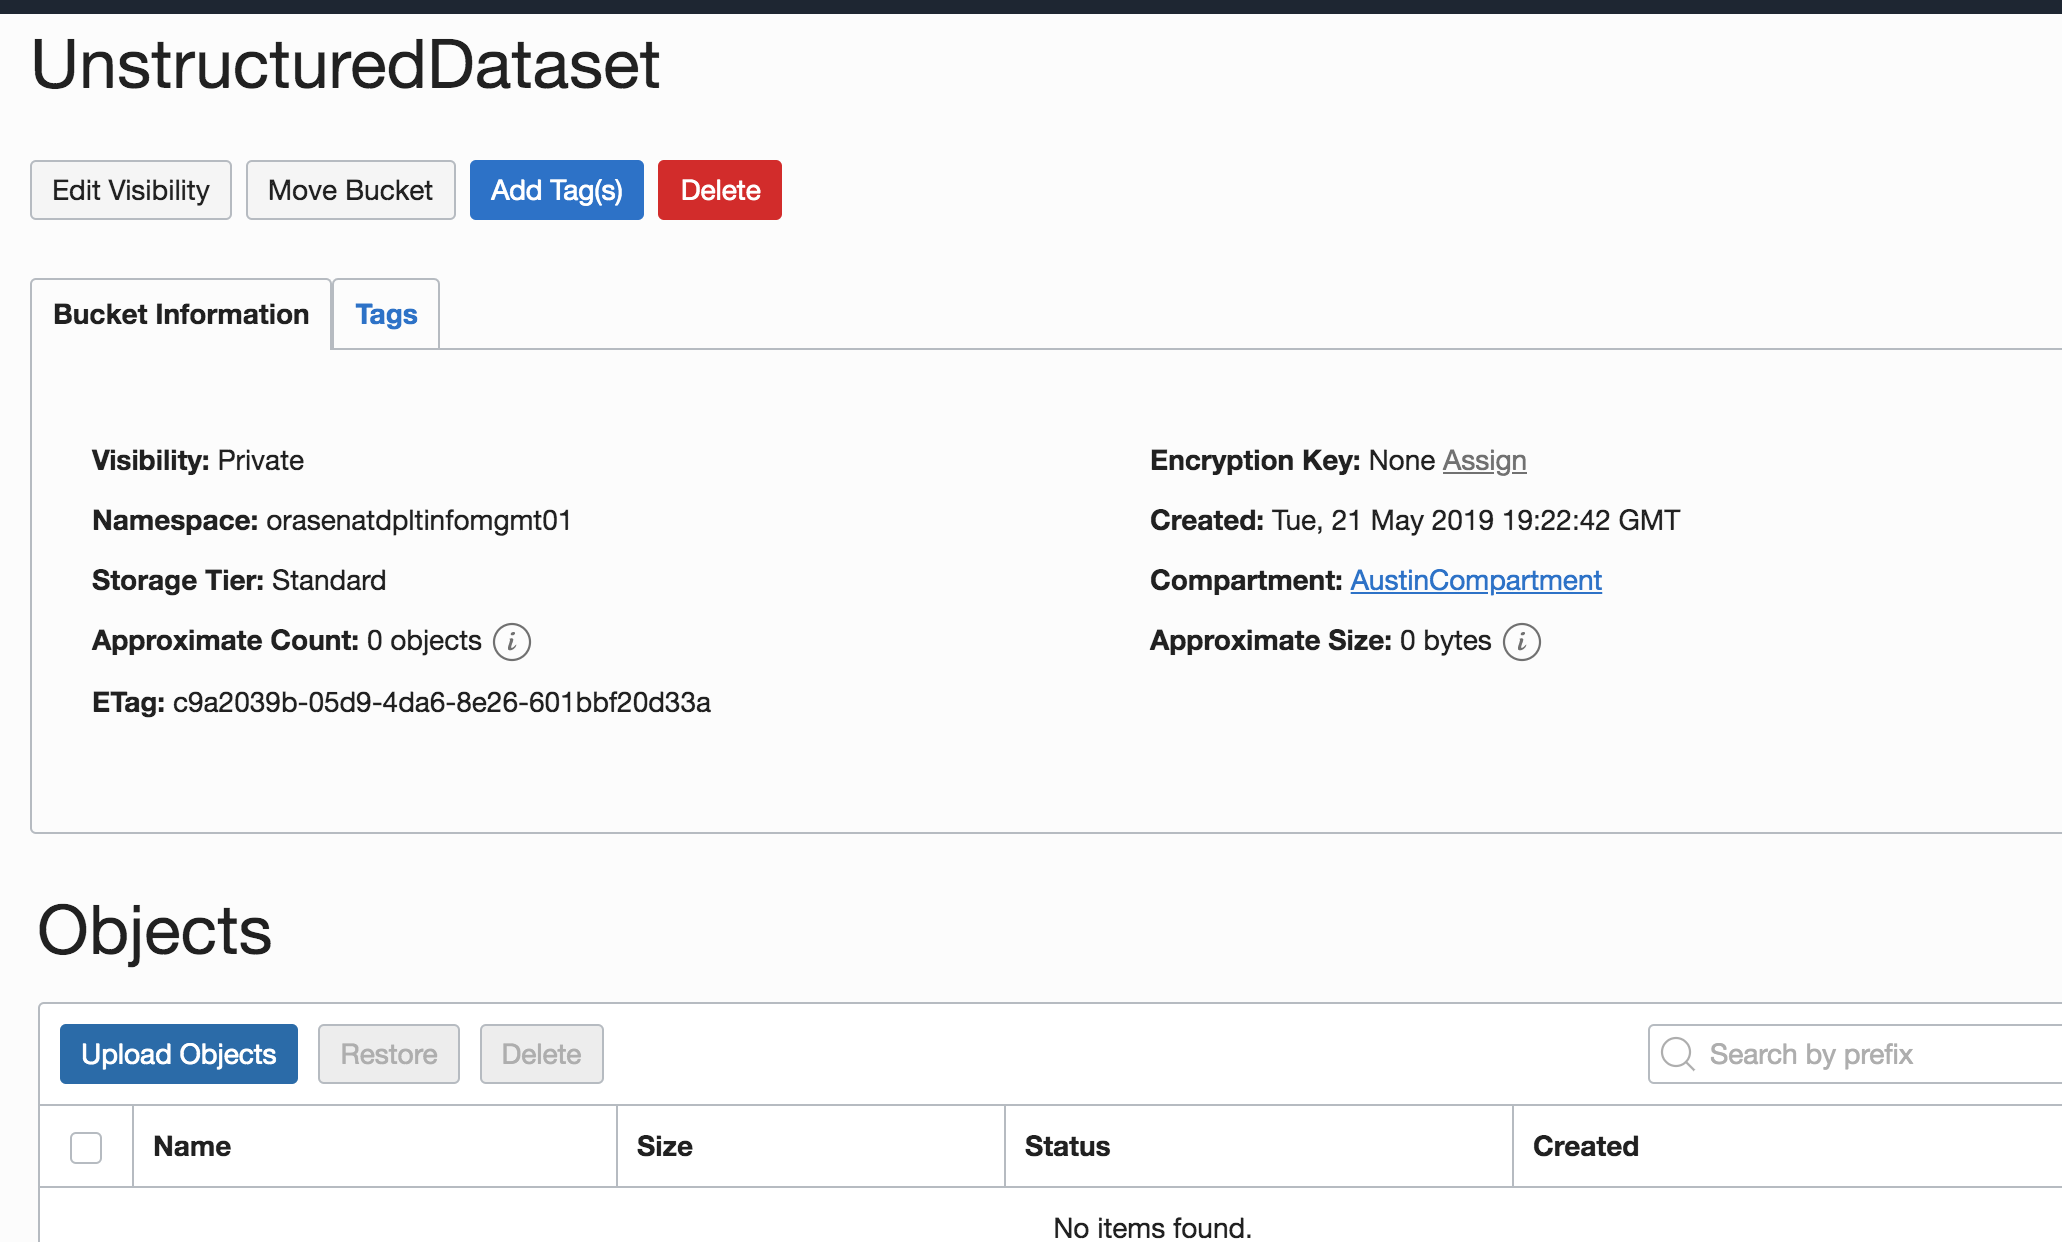 UnstructuredDataset
Edit Visibility Move Bucket Add Tag(s) Delete
Bucket Information Tags
Visibility: Private Encryption Key: None Assign
Namespace: orasenatdpltinfomgmt01 Created: Tue, 21 May 2019 19:22:42 GMT
Storage Tier: Standard Compartment: AustinCompartment
Approximate Count: 0 objects i Approximate Size: 0 bytes i
ETag: c9a2039b-05d9-4da6-8e26-601bbf20d33a
Objects
Upload Objects Restore Delete Search by prefix
Name Size Status Created
No items found.